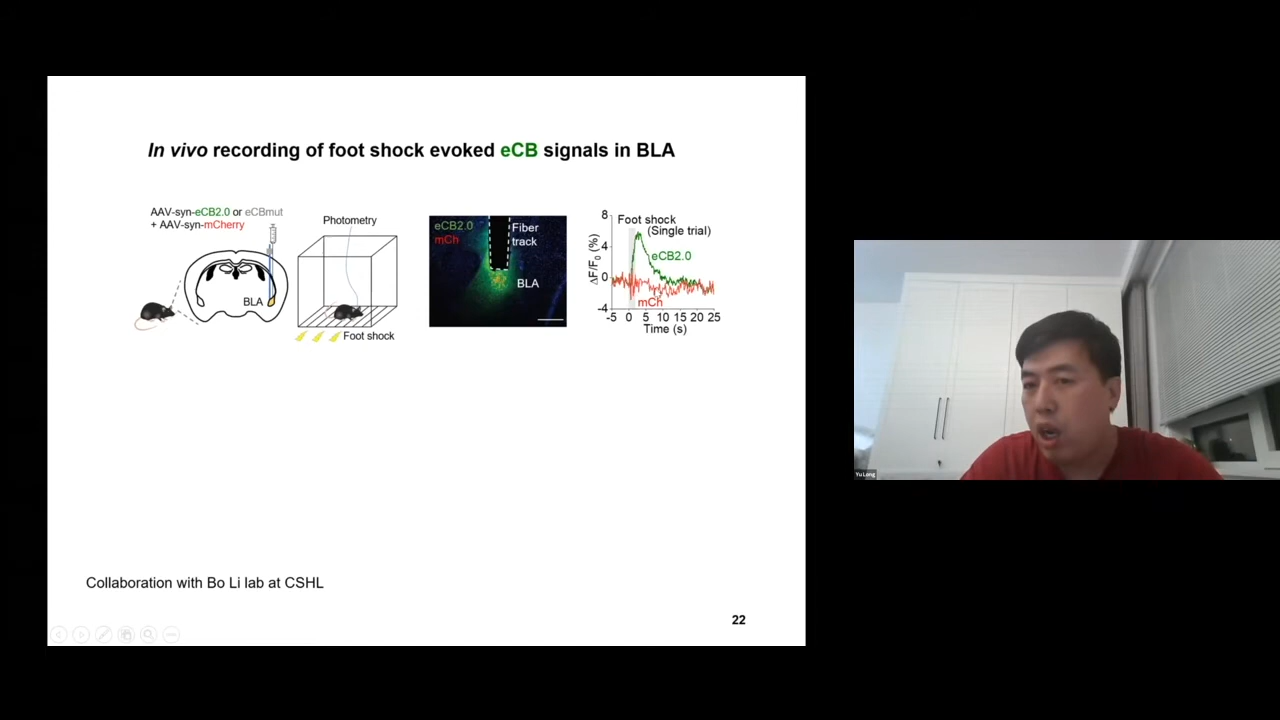 In vivo recording of foot shock evoked eCB signals in BLA
AAV-syn-eCB2.0 or eCBmut
+ AAV-syn-mCherry
BLA
Photometry
Foot shock
eCB2.0
mCh
Fiber
track
BLA
Foot shock
(Single trial)
eCB2.0
mCh
ΔF/F0 (%)
8
4
0
-4
-5 0 5 10 15 20 25
Time (s)
Collaboration with Bo Li lab at CSHL
22
Yu Long